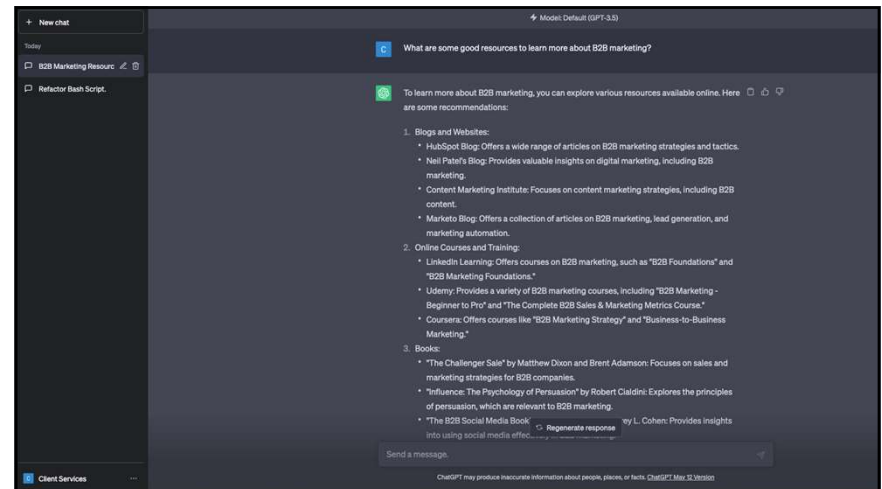 + New chat
Today
B2B Marketing Resourc
Refactor Bash Script.
Client Services
Model: Default (GPT-3.5)
C What are some good resources to learn more about B2B marketing?
To learn more about B2B marketing, you can explore various resources available online. Here
are some recommendations:
1. Blogs and Websites:
• HubSpot Blog: Offers a wide range of articles on B2B marketing strategies and tactics.
• Neil Patel's Blog: Provides valuable insights on digital marketing, including B2B
marketing.
• Content Marketing Institute: Focuses on content marketing strategies, including B2B
content.
• Marketo Blog: Offers a collection of articles on B2B marketing, lead generation, and
marketing automation.
2. Online Courses and Training:
• LinkedIn Learning: Offers courses on B2B marketing, such as "B2B Foundations" and
"B2B Marketing Foundations."
• Udemy: Provides a variety of B2B marketing courses, including "B2B Marketing -
Beginner to Pro" and "The Complete B2B Sales & Marketing Metrics Course."
• Coursera: Offers courses like "B2B Marketing Strategy" and "Business-to-Business
Marketing."
3. Books:
• "The Challenger Sale" by Matthew Dixon and Brent Adamson: Focuses on sales and
marketing strategies for B2B companies.
• "Influence: The Psychology of Persuasion" by Robert Cialdini: Explores the principles
of persuasion, which are relevant to B2B marketing.
• "The B2B Social Media Book" ey L. Cohen: Provides insights
into using social media
Regenerate response
Send a message.
ChatGPT may produce inaccurate information about people, places, or facts. ChatGPT May 12 Version